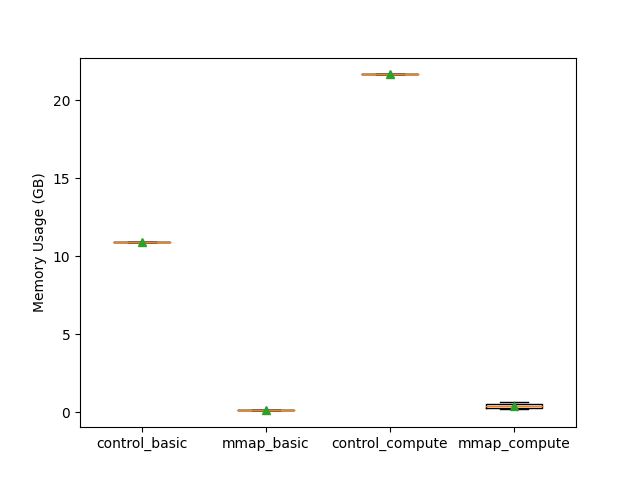 Memory Usage (GB)
20
15
10
5
0
control_basic
mmap_basic
control_compute
mmap_compute